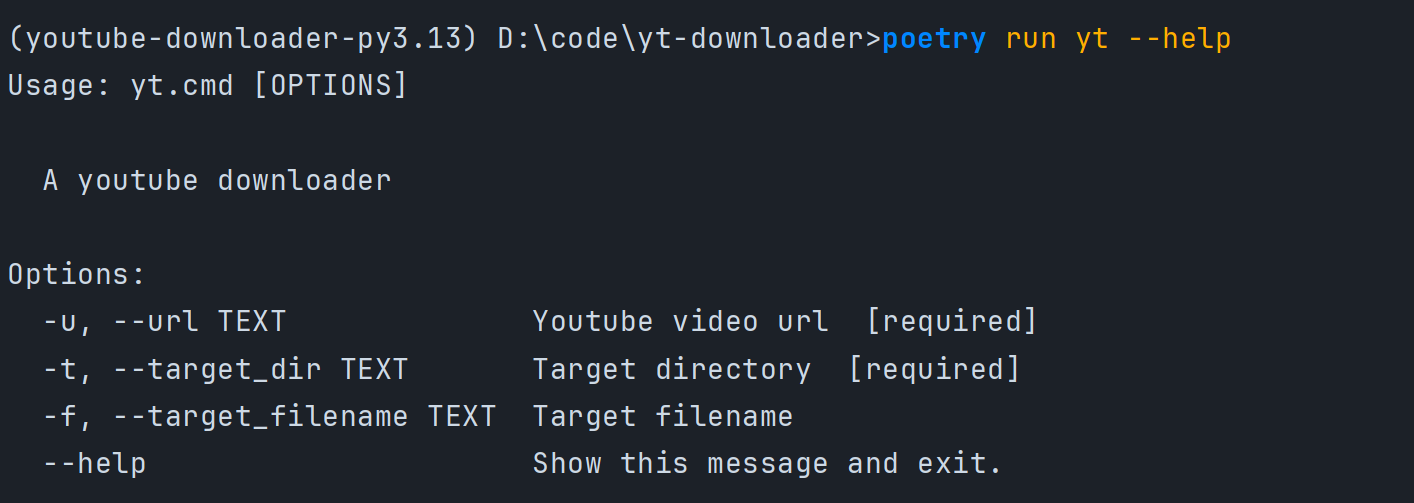 (youtube-downloader-py3.13) D:\code\yt-downloader>poetry run yt --help
Usage: yt.cmd [OPTIONS]
A youtube downloader
Options:
-u, --url TEXT Youtube video url [required]
-t, --target_dir TEXT Target directory [required]
-f, --target_filename TEXT Target filename
--help Show this message and exit.